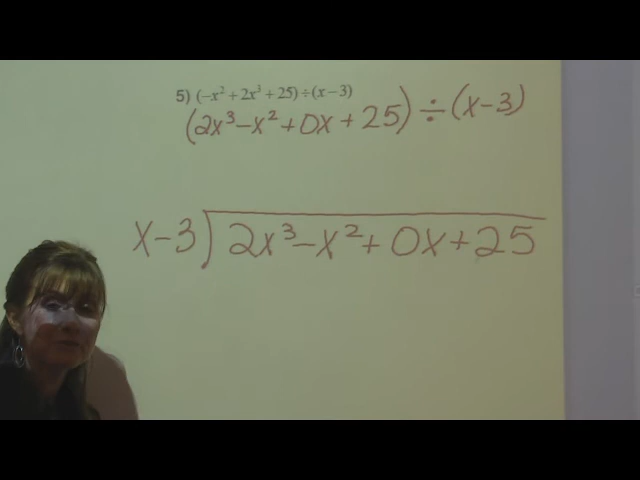 5) (−x² + 2x³ + 25) ÷ (x − 3)
(2x³ − x² + 0x + 25) ÷ (x − 3)
x − 3 ) 2x³ − x² + 0x + 25